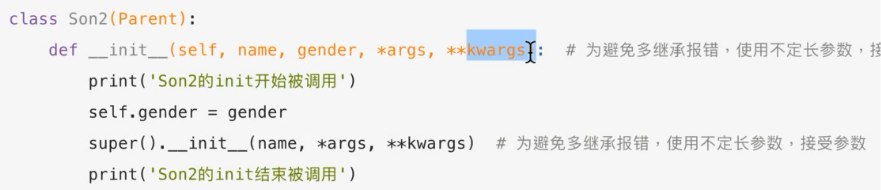 class Son2(Parent):
    def __init__(self, name, gender, *args, **kwargs):  # 为避免多继承报错，使用不定长参数，接
        print('Son2的init开始被调用')
        self.gender = gender
        super().__init__(name, *args, **kwargs)  # 为避免多继承报错，使用不定长参数，接受参数
        print('Son2的init结束被调用')